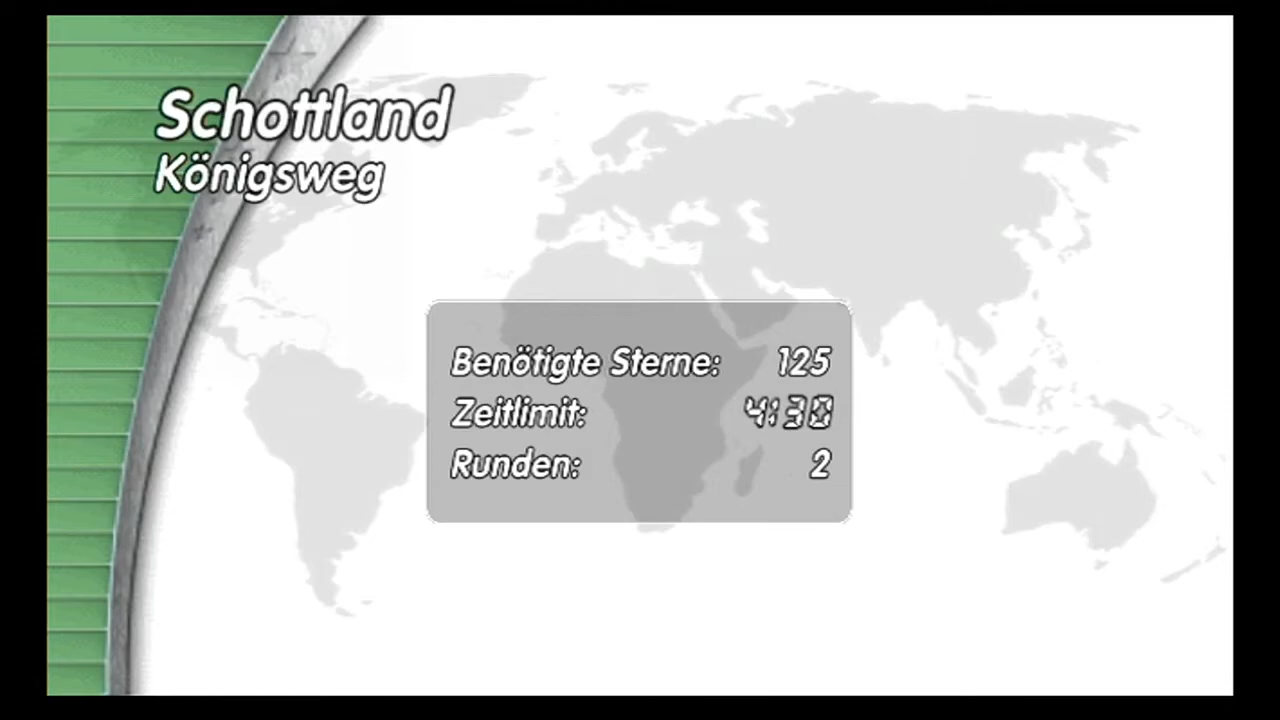 Schottland
Königsweg
Benötigte Sterne: 125
Zeitlimit: 4:30
Runden: 2